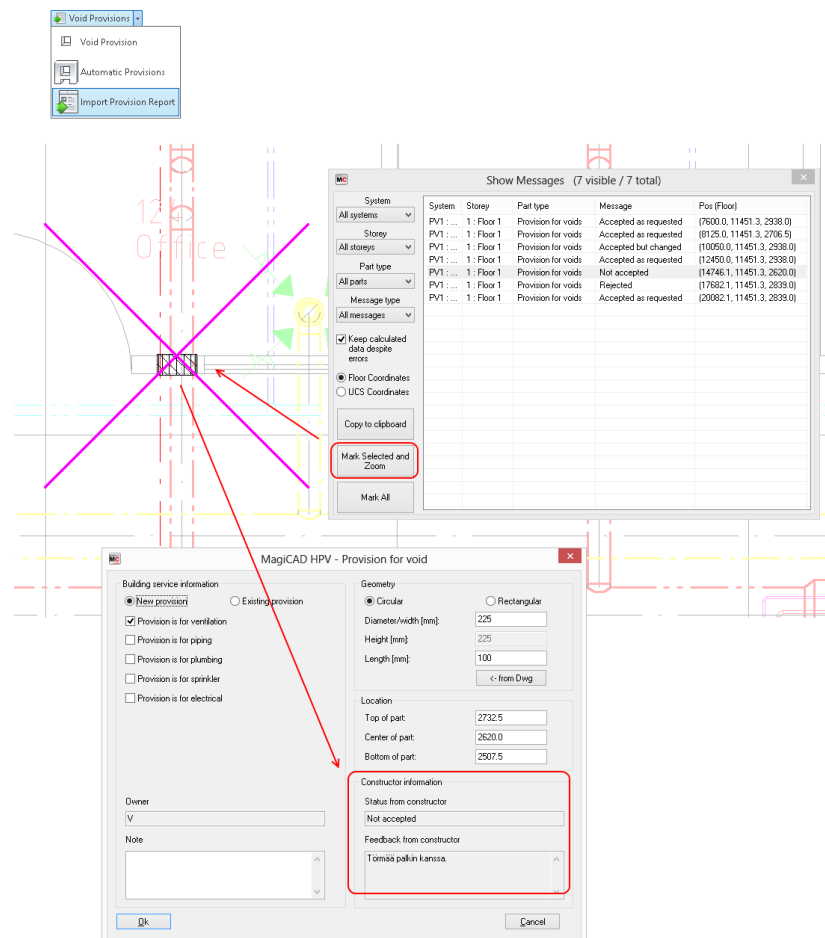 Void Provisions
Void Provision
Automatic Provisions
Import Provision Report
124
Office
MC
Show Messages (7 visible / 7 total)
System
All systems
Storey
All storeys
Part type
All parts
Message type
All messages
Keep calculated
data despite
errors
Floor Coordinates
UCS Coordinates
Copy to clipboard
Mark Selected and
Zoom
Mark All
System Storey Part type Message Pos (Floor)
PV1 : ... 1 : Floor 1 Provision for voids Accepted as requested (7600.0, 11451.3, 2938.0)
PV1 : ... 1 : Floor 1 Provision for voids Accepted as requested (8125.0, 11451.3, 2706.5)
PV1 : ... 1 : Floor 1 Provision for voids Accepted but changed (10050.0, 11451.3, 2938.0)
PV1 : ... 1 : Floor 1 Provision for voids Accepted as requested (12450.0, 11451.3, 2938.0)
PV1 : ... 1 : Floor 1 Provision for voids Not accepted (14746.1, 11451.3, 2620.0)
PV1 : ... 1 : Floor 1 Provision for voids Rejected (17682.1, 11451.3, 2839.0)
PV1 : ... 1 : Floor 1 Provision for voids Accepted as requested (20082.1, 11451.3, 2839.0)
MC
MagiCAD HPV - Provision for void
Building service information
New provision Existing provision
Provision is for ventilation
Provision is for piping
Provision is for plumbing
Provision is for sprinkler
Provision is for electrical
Owner
V
Note
Ok
Geometry
Circular Rectangular
Diameter/width [mm]: 225
Height [mm]: 225
Length [mm]: 100
<- from Dwg
Location
Top of part: 2732.5
Center of part: 2620.0
Bottom of part: 2507.5
Constructor information
Status from constructor
Not accepted
Feedback from constructor
Törmää palkin kanssa.
Cancel